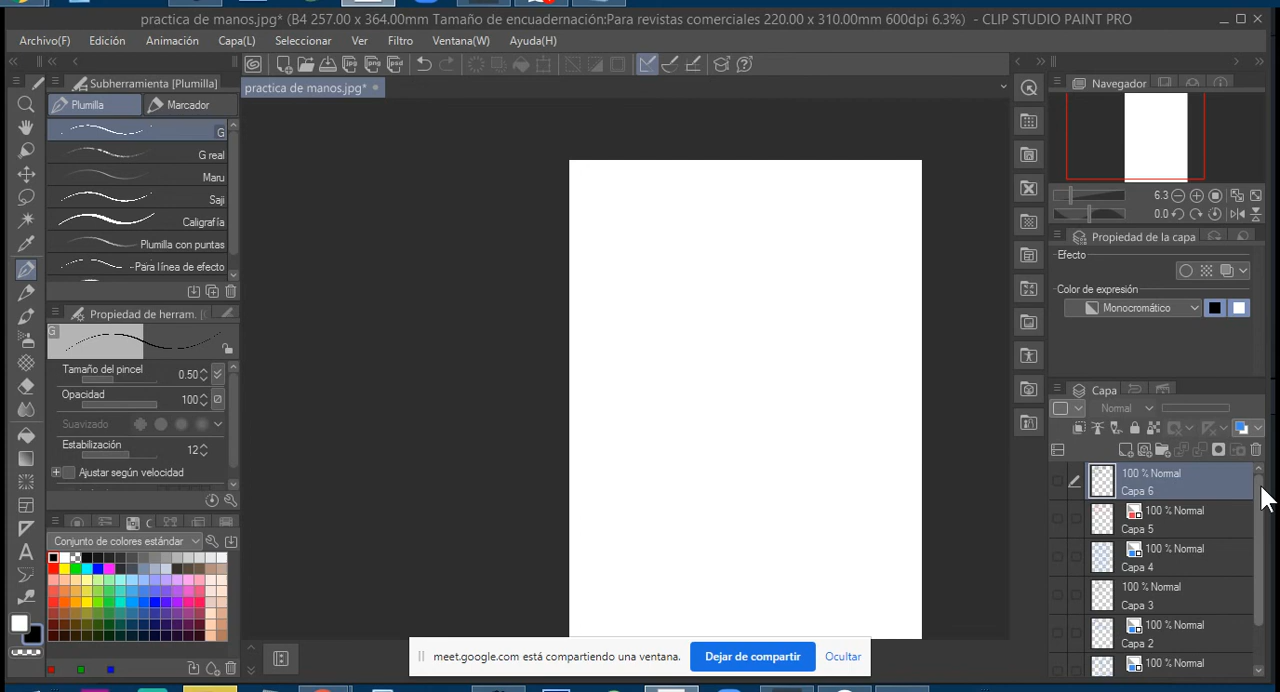 practica de manos.jpg* (B4 257.00 x 364.00mm Tamaño de encuadernación:Para revistas comerciales 220.00 x 310.00mm 600dpi 6.3%) - CLIP STUDIO PAINT PRO
Archivo(F) Edición Animación Capa(L) Seleccionar Ver Filtro Ventana(W) Ayuda(H)
Subherramienta [Plumilla]
Plumilla Marcador
practica de manos.jpg*
Navegador
G
G real
Maru
Saji
Caligrafía
Plumilla con puntas
Para línea de efecto
6.3
0.0
Propiedad de la capa
Efecto
Color de expresión
Monocromático
Propiedad de herram.
G
Tamaño del pincel 0.50
Opacidad 100
Suavizado
Estabilización 12
Ajustar según velocidad
Conjunto de colores estándar
Capa
Normal
100 % Normal
Capa 6
100 % Normal
Capa 5
100 % Normal
Capa 4
100 % Normal
Capa 3
100 % Normal
Capa 2
100 % Normal
meet.google.com está compartiendo una ventana. Dejar de compartir Ocultar